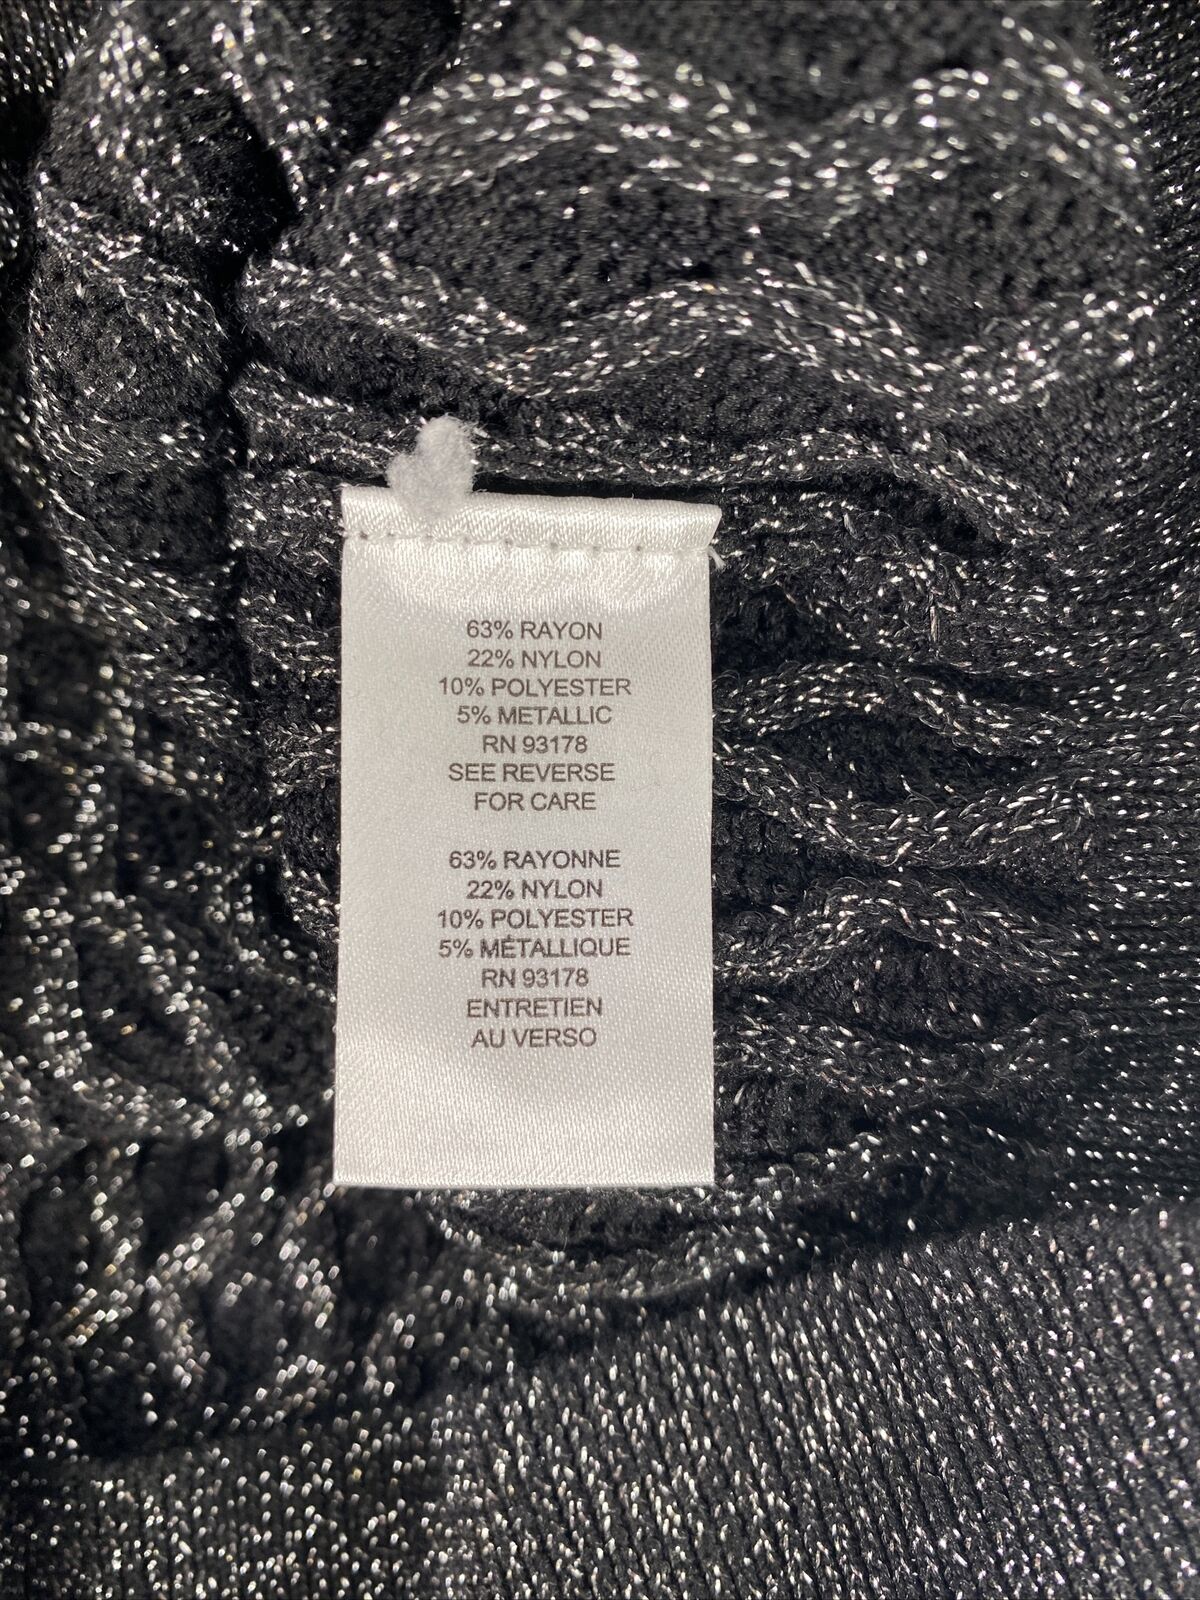 63% RAYON
22% NYLON
10% POLYESTER
5% METALLIC
RN 93178
SEE REVERSE
FOR CARE
63% RAYONNE
22% NYLON
10% POLYESTER
5% MÉTALLIQUE
RN 93178
ENTRETIEN
AU VERSO